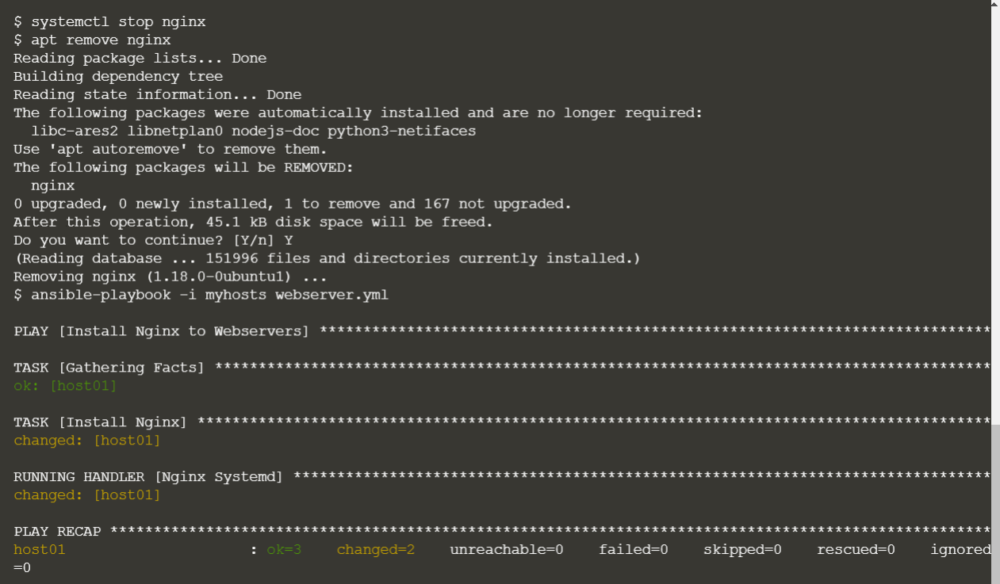 $ systemctl stop nginx
$ apt remove nginx
Reading package lists... Done
Building dependency tree
Reading state information... Done
The following packages were automatically installed and are no longer required:
  libc-ares2 libnetplan0 nodejs-doc python3-netifaces
Use 'apt autoremove' to remove them.
The following packages will be REMOVED:
  nginx
0 upgraded, 0 newly installed, 1 to remove and 167 not upgraded.
After this operation, 45.1 kB disk space will be freed.
Do you want to continue? [Y/n] Y
(Reading database ... 151996 files and directories currently installed.)
Removing nginx (1.18.0-0ubuntu1) ...
$ ansible-playbook -i myhosts webserver.yml

PLAY [Install Nginx to Webservers] *****************************************************************************

TASK [Gathering Facts] *****************************************************************************************
ok: [host01]

TASK [Install Nginx] *******************************************************************************************
changed: [host01]

RUNNING HANDLER [Nginx Systemd] ********************************************************************************
changed: [host01]

PLAY RECAP *****************************************************************************************************
host01                     : ok=3    changed=2    unreachable=0    failed=0    skipped=0    rescued=0    ignored
=0